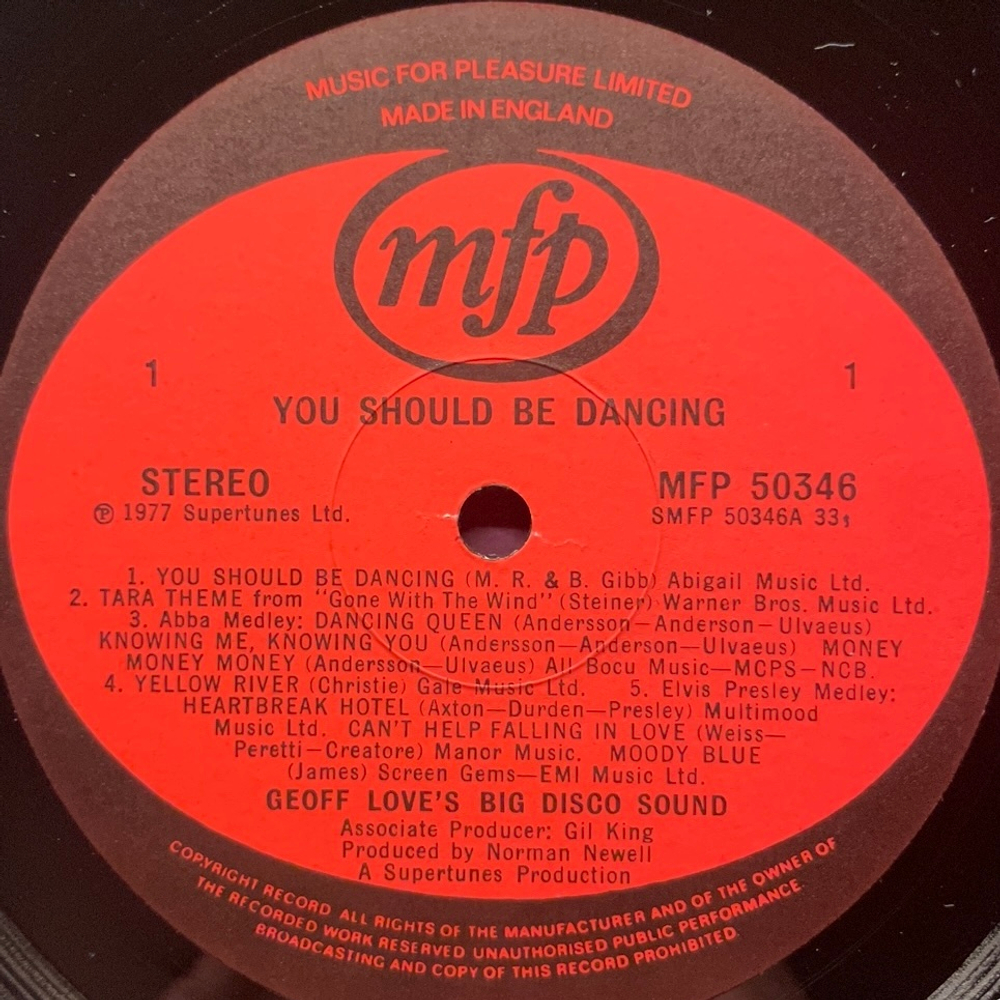 MUSIC FOR PLEASURE LIMITED
MADE IN ENGLAND
mfp
1 1
YOU SHOULD BE DANCING
STEREO MFP 50346
℗ 1977 Supertunes Ltd. SMFP 50346A 33⅓
1. YOU SHOULD BE DANCING (M. R. & B. Gibb) Abigail Music Ltd.
2. TARA THEME from "Gone With The Wind" (Steiner) Warner Bros. Music Ltd.
3. Abba Medley: DANCING QUEEN (Andersson—Anderson—Ulvaeus)
KNOWING ME, KNOWING YOU (Andersson—Anderson—Ulvaeus) MONEY
MONEY MONEY (Andersson—Ulvaeus) All Bocu Music—MCPS—NCB.
4. YELLOW RIVER (Christie) Gale Music Ltd. 5. Elvis Presley Medley:
HEARTBREAK HOTEL (Axton—Durden—Presley) Multimood
Music Ltd. CAN'T HELP FALLING IN LOVE (Weiss—
Peretti—Creatore) Manor Music. MOODY BLUE
(James) Screen Gems—EMI Music Ltd.
GEOFF LOVE'S BIG DISCO SOUND
Associate Producer: Gil King
Produced by Norman Newell
A Supertunes Production
COPYRIGHT RECORD ALL RIGHTS OF THE MANUFACTURER AND OF THE OWNER OF
THE RECORDED WORK RESERVED UNAUTHORISED PUBLIC PERFORMANCE.
BROADCASTING AND COPY OF THIS RECORD PROHIBITED.